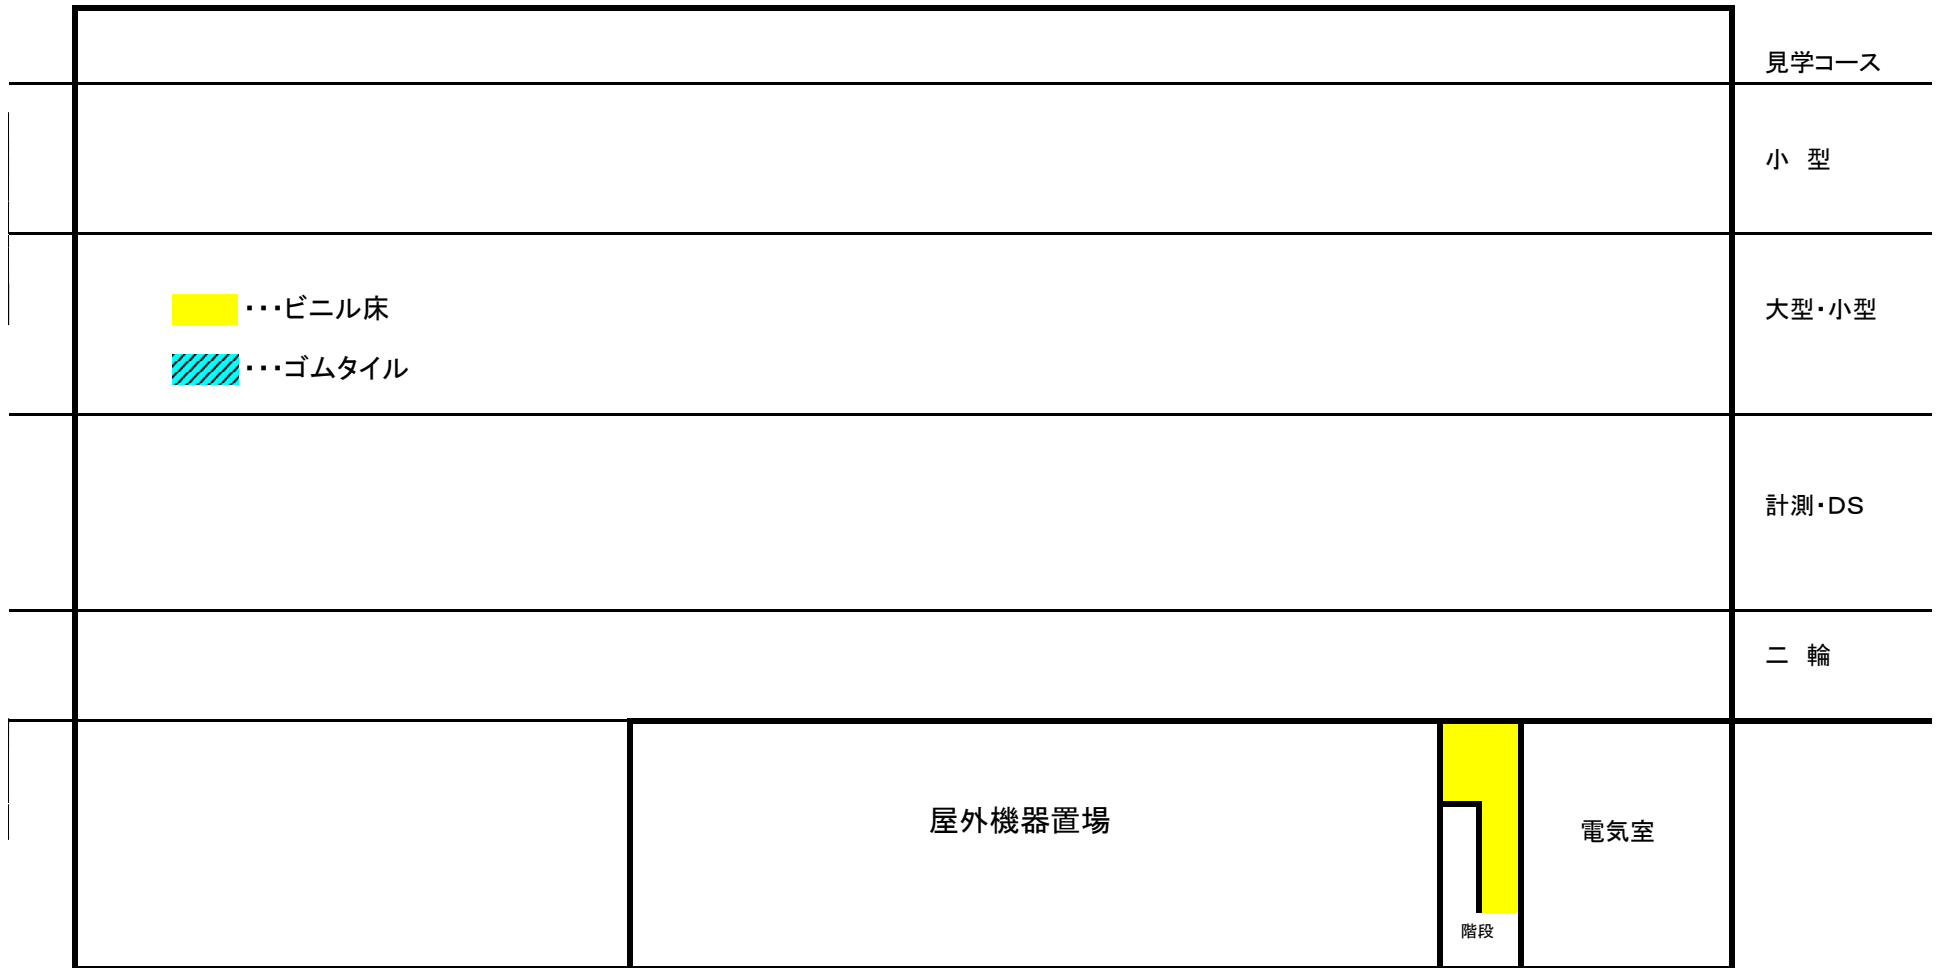 見学コース
小　型
・・・ビニル床
大型・小型
・・・ゴムタイル
計測・DS
二　輪
屋外機器置場
電気室
階段